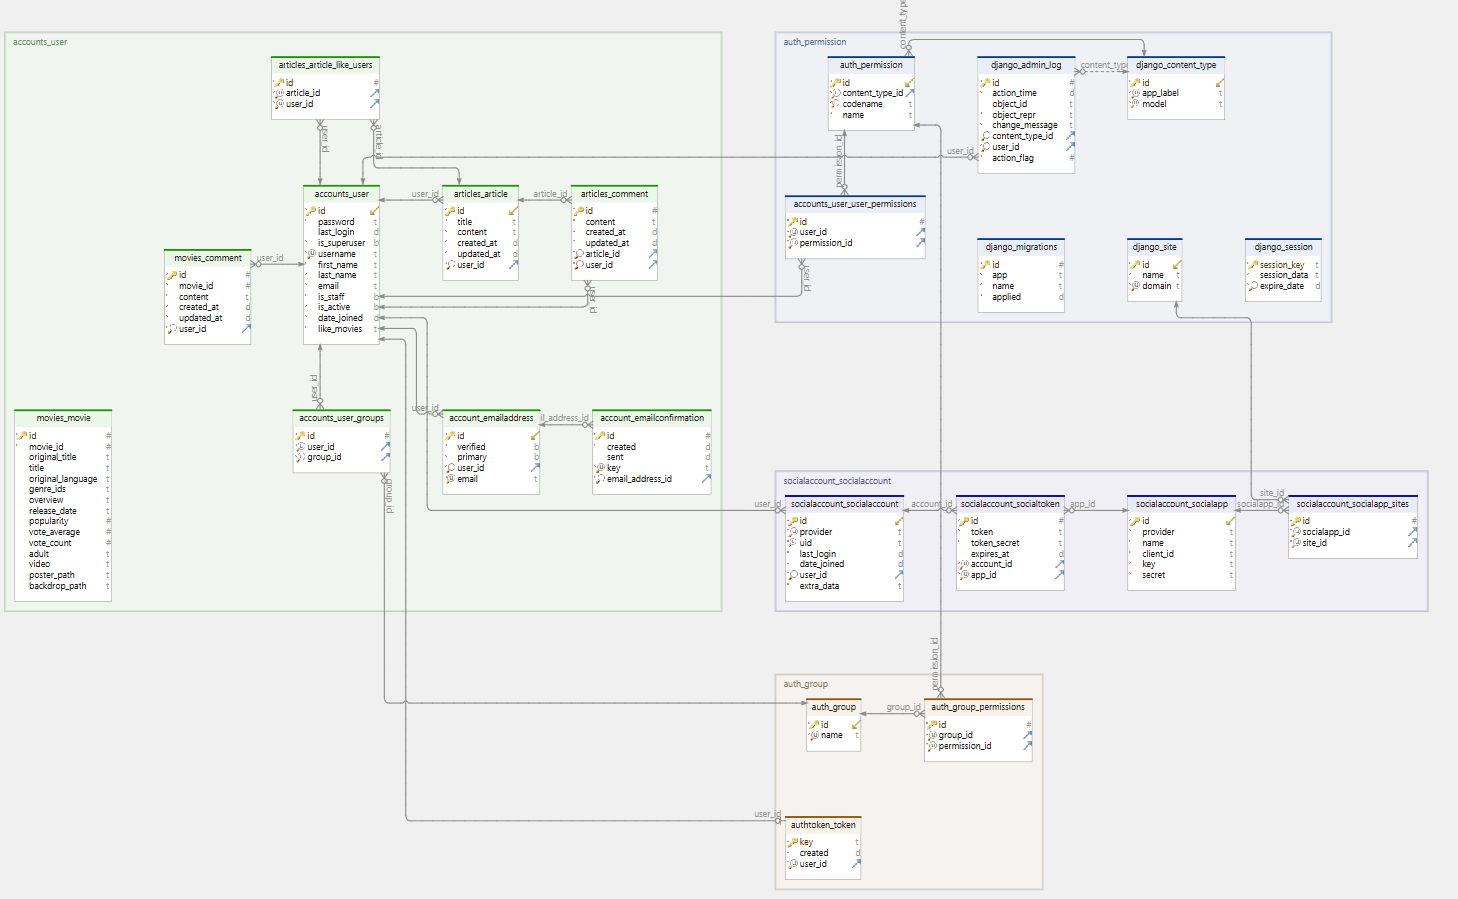 content_type
accounts_user
articles_article_like_users
id #
article_id
user_id
user_id
article_id
accounts_user
id
password t
last_login d
is_superuser b
username t
first_name t
last_name t
email t
is_staff b
is_active b
date_joined d
like_movies t
user_id
articles_article
id
title t
content t
created_at d
updated_at d
user_id
article_id
articles_comment
id #
content t
created_at d
updated_at d
article_id
user_id
user_id
movies_comment
id #
movie_id #
content t
created_at d
updated_at d
user_id
user_id
movies_movie
id #
movie_id #
original_title t
title t
original_language t
genre_ids t
overview t
release_date t
popularity #
vote_average #
vote_count #
adult t
video t
poster_path t
backdrop_path t
user_id
accounts_user_groups
id #
user_id
group_id
group_id
user_id
account_emailaddress
id
verified b
primary b
user_id
email t
il_address_id
account_emailconfirmation
id #
created d
sent d
key t
email_address_id
auth_permission
auth_permission
id
content_type_id
codename t
name t
django_admin_log
id #
action_time d
object_id t
object_repr t
change_message t
content_type_id
user_id
action_flag #
content_type
django_content_type
id
app_label t
model t
user_id
permission_id
accounts_user_user_permissions
id #
user_id
permission_id
user_id
django_migrations
id #
app t
name t
applied d
django_site
id
name t
domain t
django_session
session_key t
session_data t
expire_date d
socialaccount_socialaccount
user_id
socialaccount_socialaccount
id
provider t
uid t
last_login d
date_joined d
user_id
extra_data t
account_id
socialaccount_socialtoken
id #
token t
token_secret t
expires_at d
account_id
app_id
app_id
socialaccount_socialapp
id
provider t
name t
client_id t
key t
secret t
site_id
socialapp_id
socialaccount_socialapp_sites
id #
socialapp_id
site_id
permission_id
auth_group
auth_group
id
name t
group_id
auth_group_permissions
id #
group_id
permission_id
user_id
authtoken_token
key t
created d
user_id